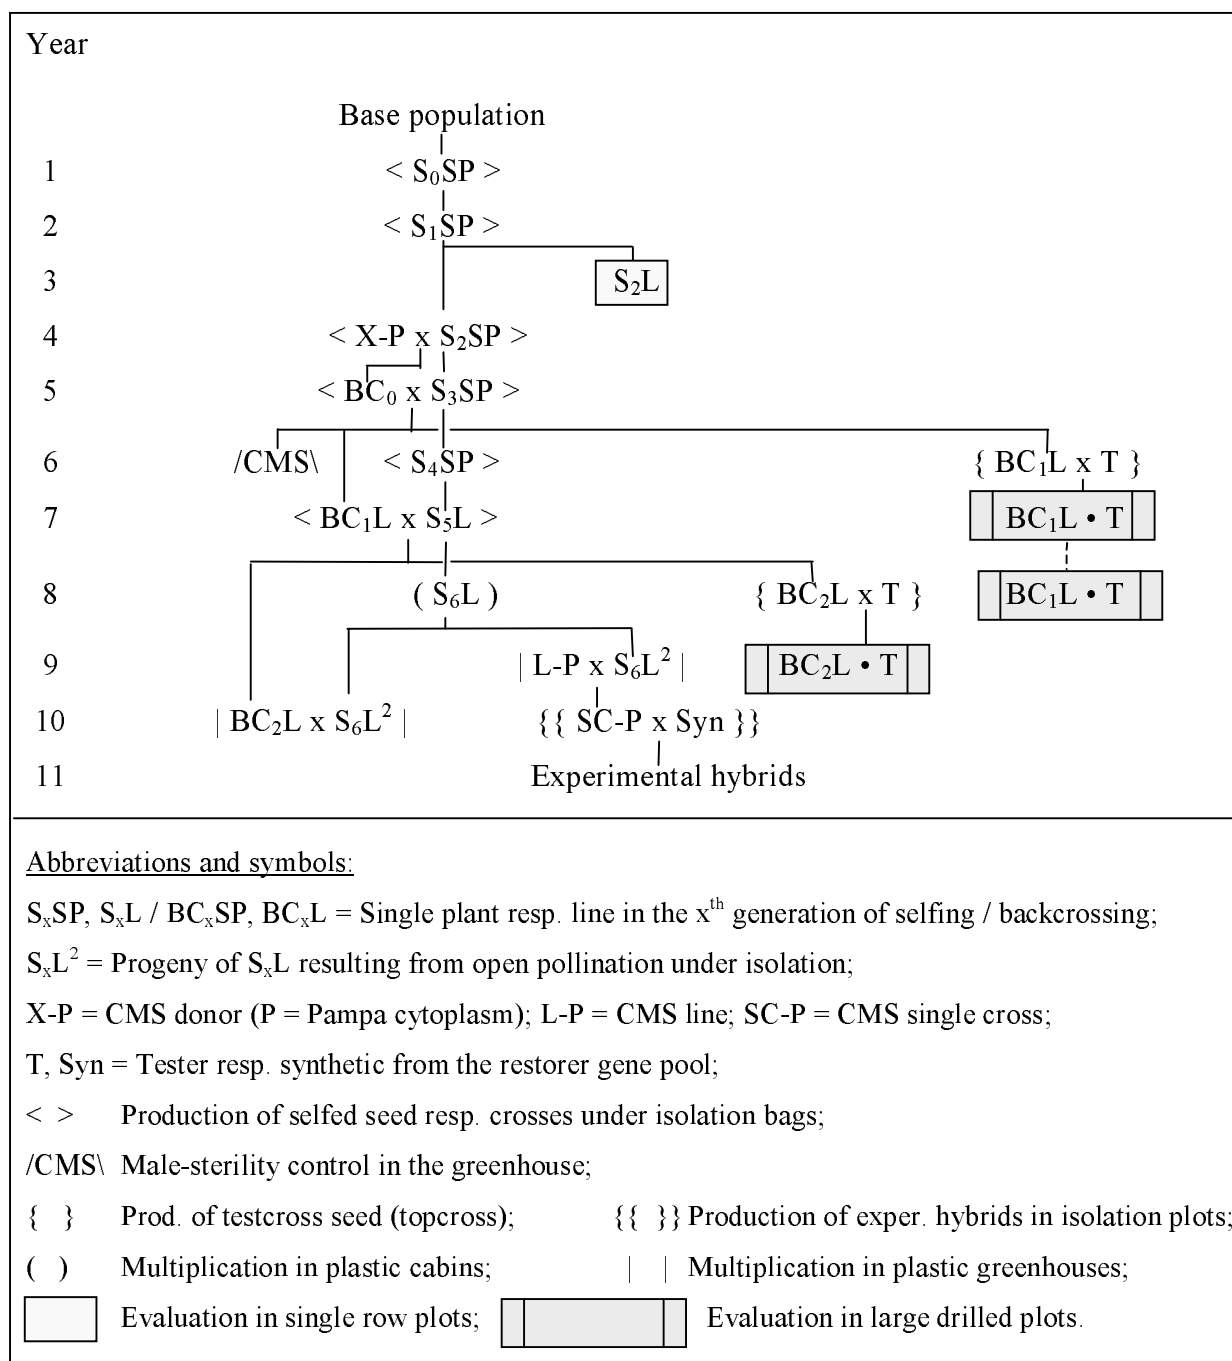 Year
Base population
1 < S₀SP >
2 < S₁SP >
3 S₂L
4 < X-P x S₂SP >
5 < BC₀ x S₃SP >
6 /CMS\ < S₄SP > { BC₁L x T }
7 < BC₁L x S₅L > BC₁L • T
8 ( S₆L ) { BC₂L x T } BC₁L • T
9 | L-P x S₆L² | BC₂L • T
10 | BC₂L x S₆L² | {{ SC-P x Syn }}
11 Experimental hybrids
Abbreviations and symbols:
SₓSP, SₓL / BCₓSP, BCₓL = Single plant resp. line in the xᵗʰ generation of selfing / backcrossing;
SₓL² = Progeny of SₓL resulting from open pollination under isolation;
X-P = CMS donor (P = Pampa cytoplasm); L-P = CMS line; SC-P = CMS single cross;
T, Syn = Tester resp. synthetic from the restorer gene pool;
< > Production of selfed seed resp. crosses under isolation bags;
/CMS\ Male-sterility control in the greenhouse;
{ } Prod. of testcross seed (topcross); {{ }} Production of exper. hybrids in isolation plots;
( ) Multiplication in plastic cabins; | | Multiplication in plastic greenhouses;
Evaluation in single row plots; Evaluation in large drilled plots.